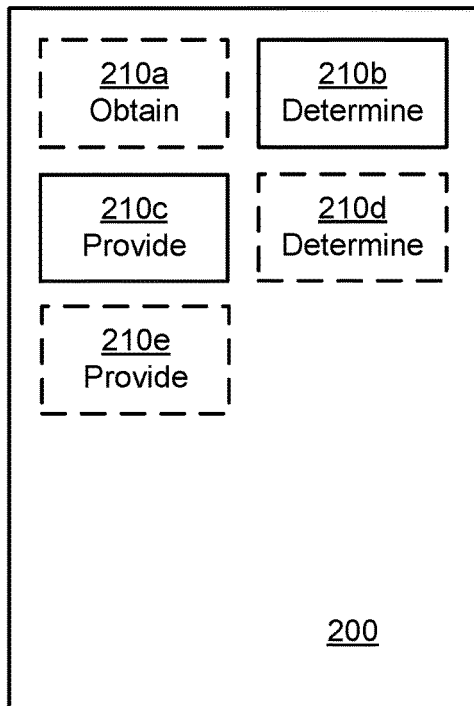 210a
Obtain
210b
Determine
210c
Provide
210d
Determine
210e
Provide
200